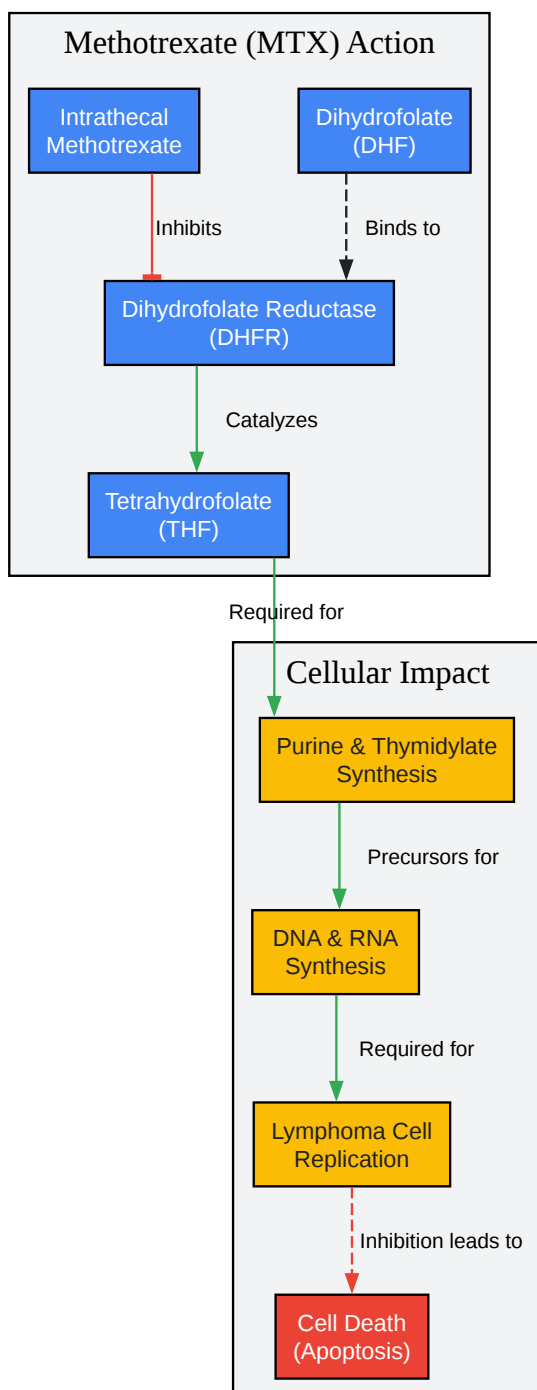 Methotrexate (MTX) Action
Intrathecal
Methotrexate
Dihydrofolate
(DHF)
Inhibits
Binds to
Dihydrofolate Reductase
(DHFR)
Catalyzes
Tetrahydrofolate
(THF)
Required for
Cellular Impact
Purine & Thymidylate
Synthesis
Precursors for
DNA & RNA
Synthesis
Required for
Lymphoma Cell
Replication
Inhibition leads to
Cell Death
(Apoptosis)